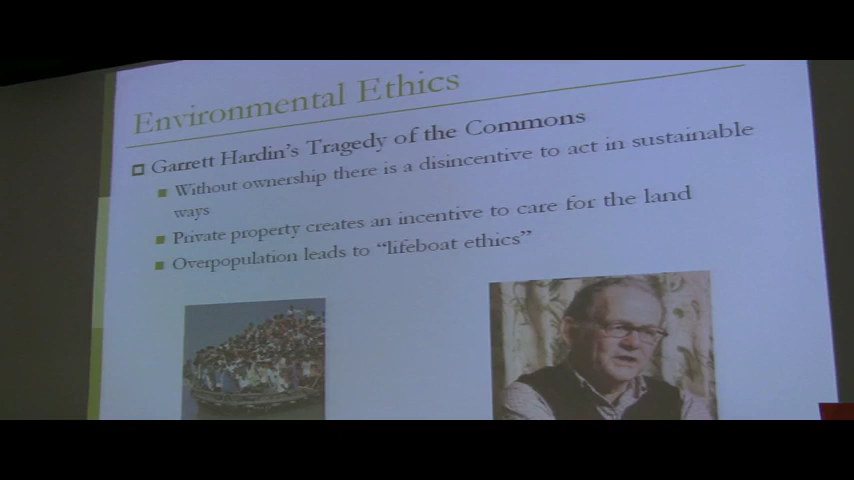 Environmental Ethics
Garrett Hardin's Tragedy of the Commons
Without ownership there is a disincentive to act in sustainable
ways
Private property creates an incentive to care for the land
Overpopulation leads to "lifeboat ethics"